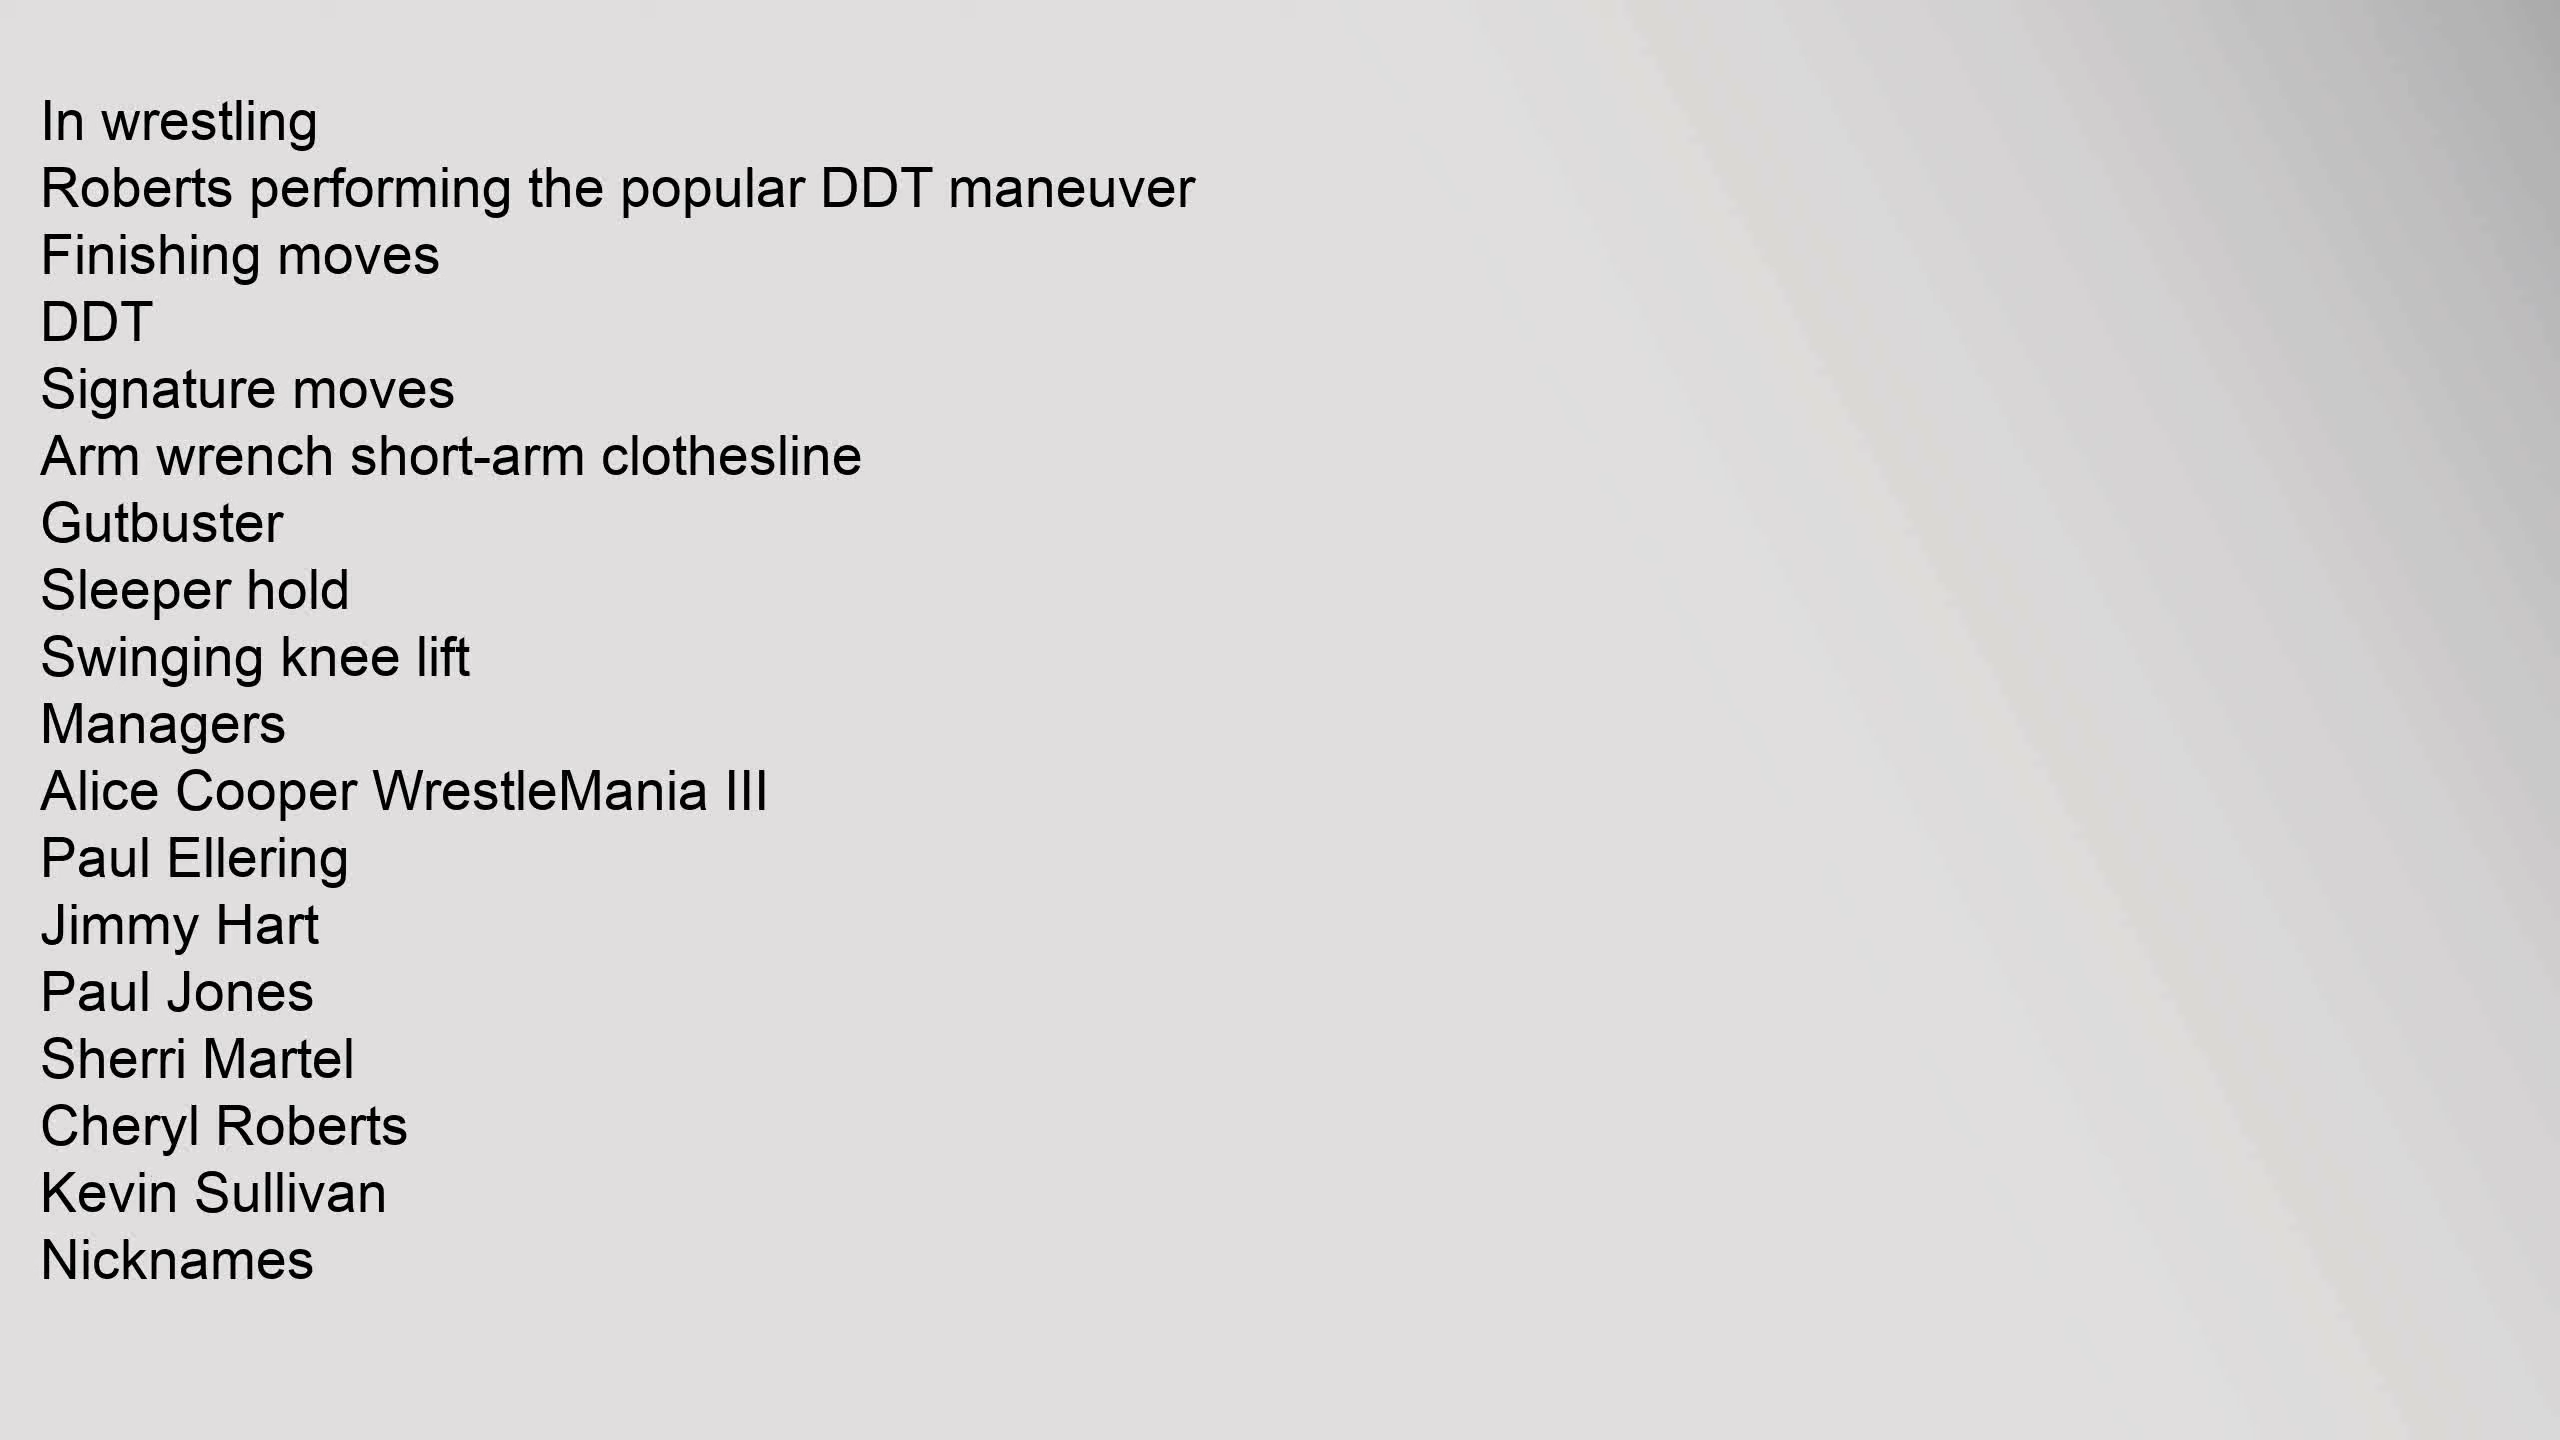 In wrestling
Roberts performing the popular DDT maneuver
Finishing moves
DDT
Signature moves
Arm wrench short-arm clothesline
Gutbuster
Sleeper hold
Swinging knee lift
Managers
Alice Cooper WrestleMania III
Paul Ellering
Jimmy Hart
Paul Jones
Sherri Martel
Cheryl Roberts
Kevin Sullivan
Nicknames